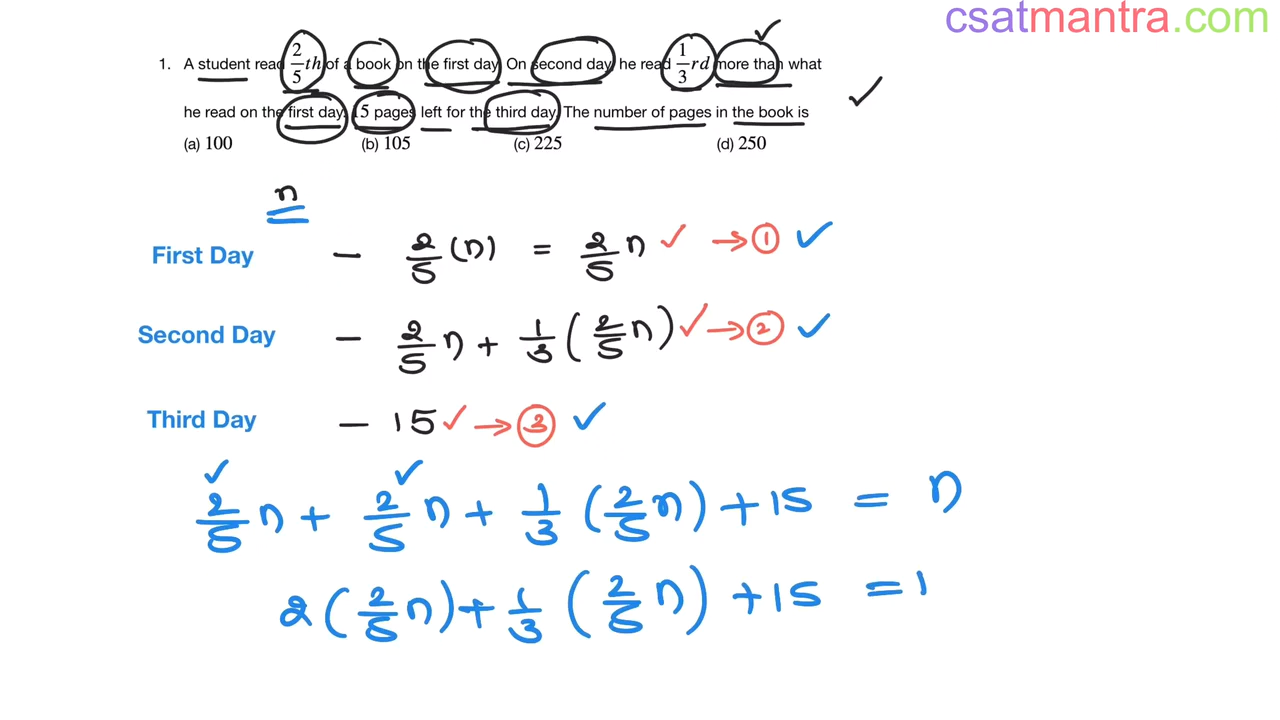 csatmantra.com
1. A student read 2/5 th of a book on the first day. On second day, he read 1/3 rd more than what
he read on the first day. 15 pages left for the third day. The number of pages in the book is
(a) 100 (b) 105 (c) 225 (d) 250
n
First Day - 2/5 (n) = 2/5 n ✓ → ① ✓
Second Day - 2/5 n + 1/3 (2/5 n) ✓ → ② ✓
Third Day - 15 ✓ → ③ ✓
2/5 n + 2/5 n + 1/3 (2/5 n) + 15 = n
2 (2/5 n) + 1/3 (2/5 n) + 15 = 1